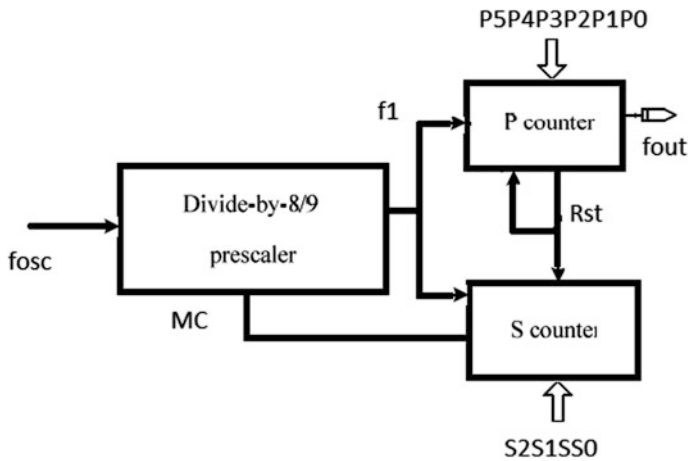 P5P4P3P2P1P0
f1
P counter
fout
Divide-by-8/9
prescaler
Rst
fosc
MC
S counter
S2S1SS0